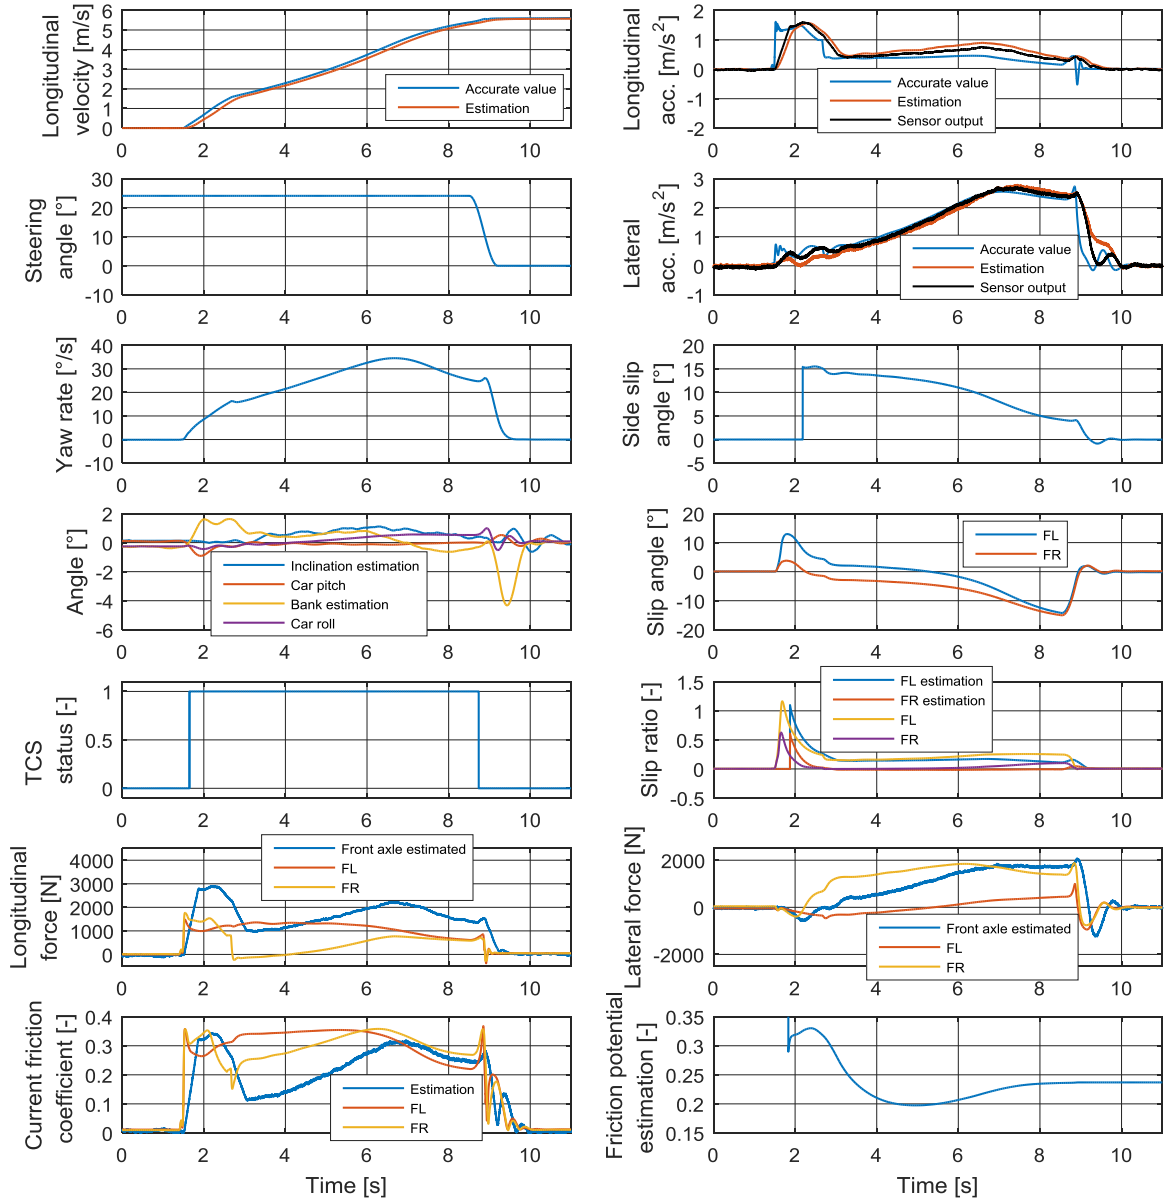 Longitudinal
velocity [m/s]
6
5
4
3
2
1
0
Accurate value
Estimation
0 2 4 6 8 10
Longitudinal
acc. [m/s²]
2
1
0
-1
-2
Accurate value
Estimation
Sensor output
0 2 4 6 8 10
Steering
angle [°]
30
20
10
0
-10
0 2 4 6 8 10
Lateral
acc. [m/s²]
3
2
1
0
-1
Accurate value
Estimation
Sensor output
0 2 4 6 8 10
Yaw rate [°/s]
40
30
20
10
0
-10
0 2 4 6 8 10
Side slip
angle [°]
20
15
10
5
0
-5
0 2 4 6 8 10
Angle [°]
2
0
-2
-4
-6
Inclination estimation
Car pitch
Bank estimation
Car roll
0 2 4 6 8 10
Slip angle [°]
20
10
0
-10
-20
FL
FR
0 2 4 6 8 10
TCS
status [-]
1
0.5
0
0 2 4 6 8 10
Slip ratio [-]
1.5
1
0.5
0
-0.5
FL estimation
FR estimation
FL
FR
0 2 4 6 8 10
Longitudinal
force [N]
4000
3000
2000
1000
0
Front axle estimated
FL
FR
0 2 4 6 8 10
Lateral force [N]
2000
0
-2000
Front axle estimated
FL
FR
0 2 4 6 8 10
Current friction
coefficient [-]
0.4
0.3
0.2
0.1
0
Estimation
FL
FR
0 2 4 6 8 10
Time [s]
Friction potential
estimation [-]
0.35
0.3
0.25
0.2
0.15
0 2 4 6 8 10
Time [s]